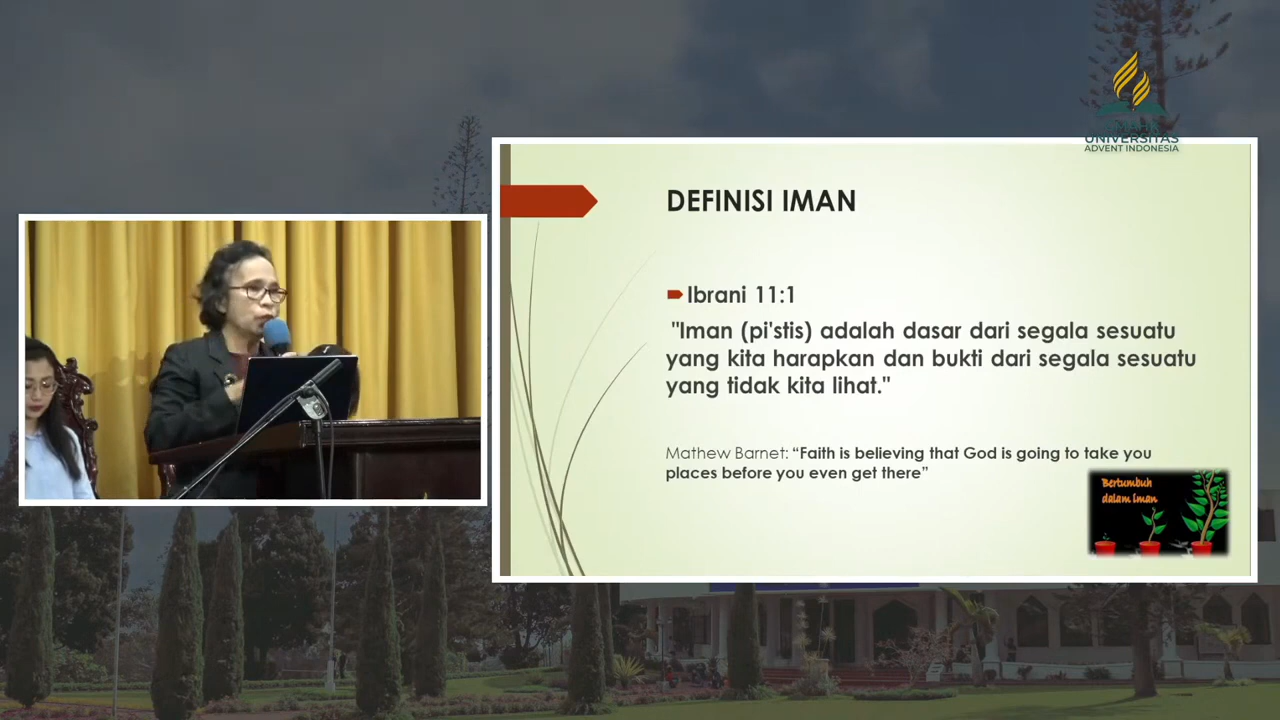 UNIVERSITAS
ADVENT INDONESIA
DEFINISI IMAN
Ibrani 11:1
"Iman (pi'stis) adalah dasar dari segala sesuatu
yang kita harapkan dan bukti dari segala sesuatu
yang tidak kita lihat."
Mathew Barnet: “Faith is believing that God is going to take you
places before you even get there”
Bertumbuh
dalam Iman